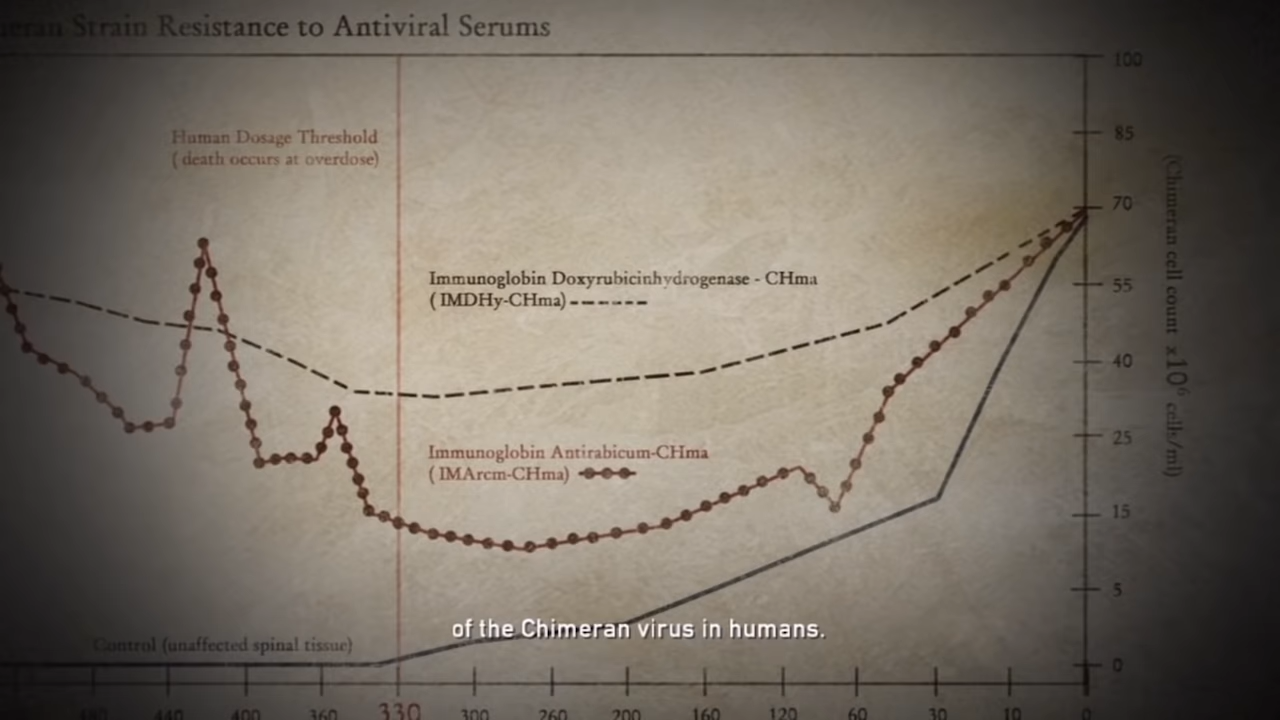 eran Strain Resistance to Antiviral Serums
100
Human Dosage Threshold
( death occurs at overdose)
85
70
Immunoglobin Doxyrubicinhydrogenase - CHma
( IMDHy-CHma)
55
(Chimeran cell count x10⁶ cells/ml)
40
25
Immunoglobin Antirabicum-CHma
( IMArcm-CHma)
15
5
of the Chimeran virus in humans.
Control (unaffected spinal tissue)
0
480 440 400 360 330 300 260 200 160 120 60 30 10 0